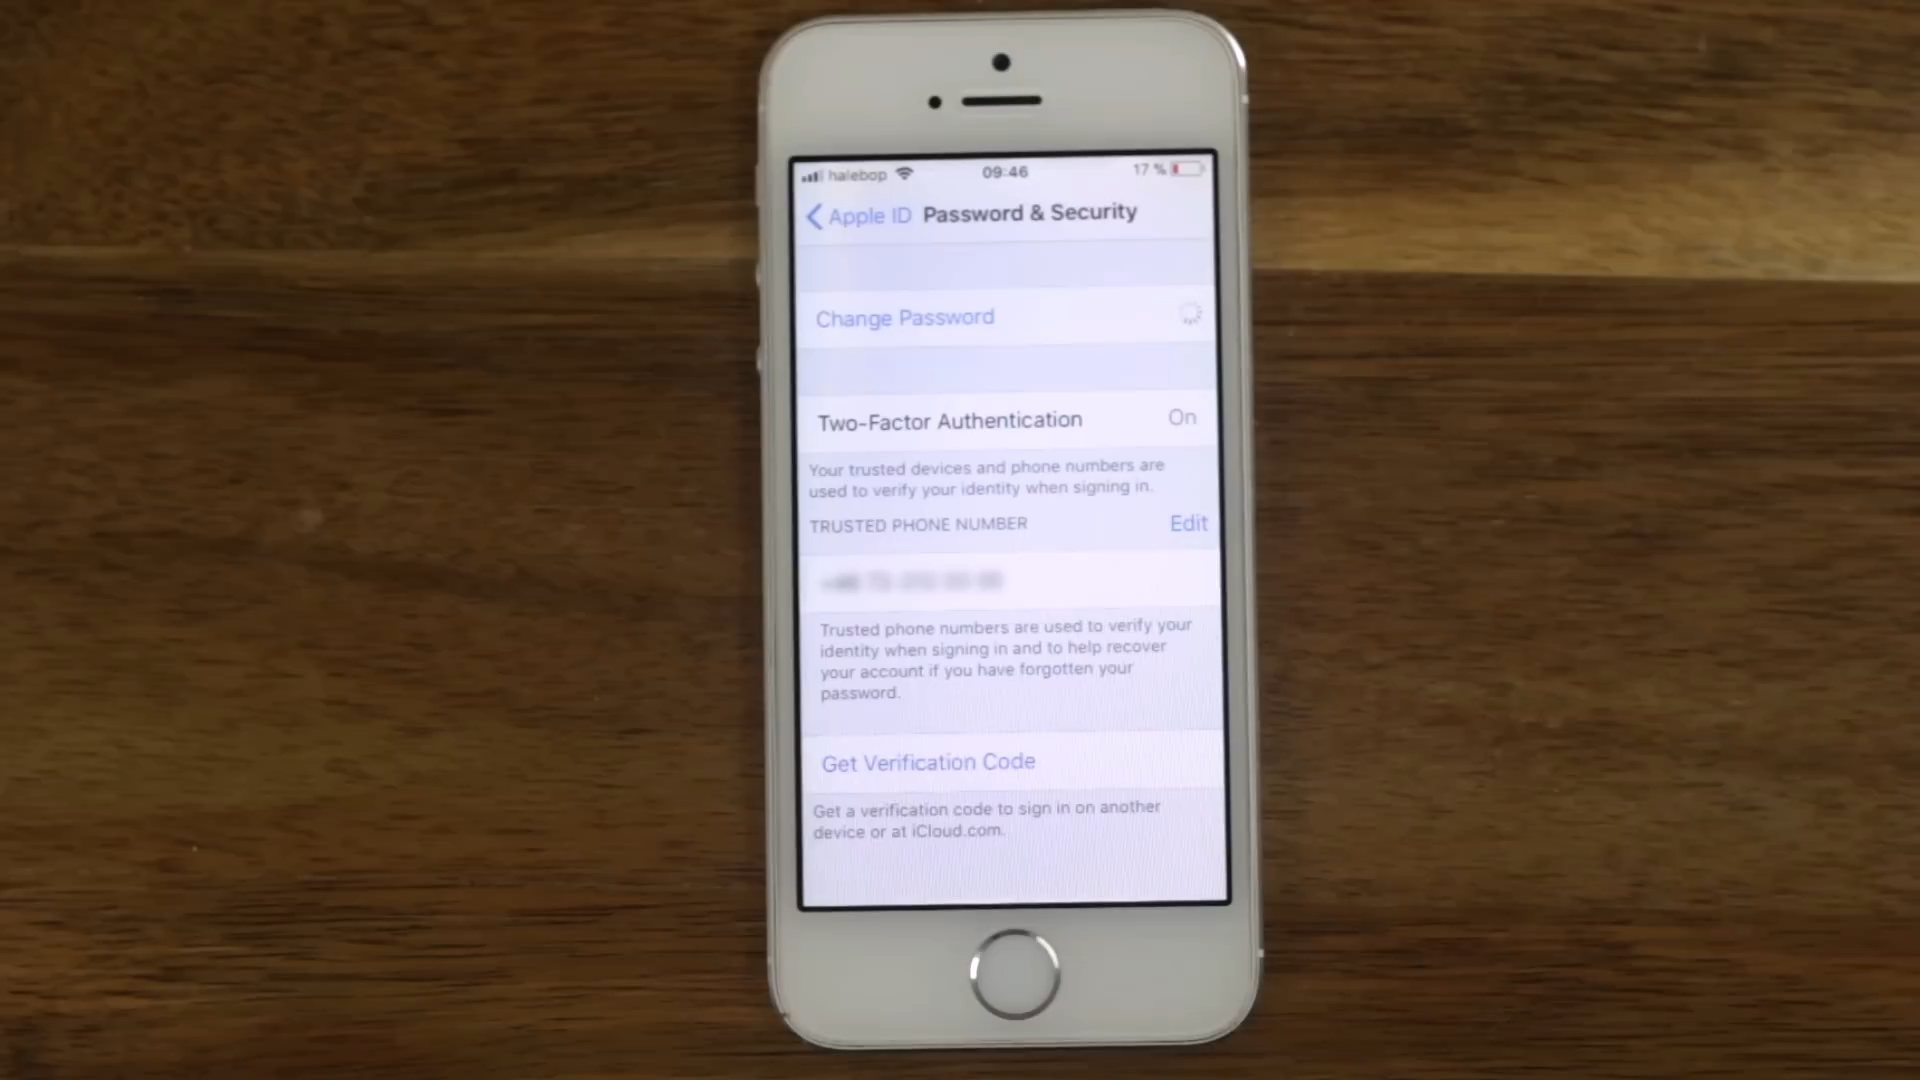 halebop 09:46 17 %
Apple ID Password & Security
Change Password
Two-Factor Authentication On
Your trusted devices and phone numbers are
used to verify your identity when signing in.
TRUSTED PHONE NUMBER Edit
Trusted phone numbers are used to verify your
identity when signing in and to help recover
your account if you have forgotten your
password.
Get Verification Code
Get a verification code to sign in on another
device or at iCloud.com.